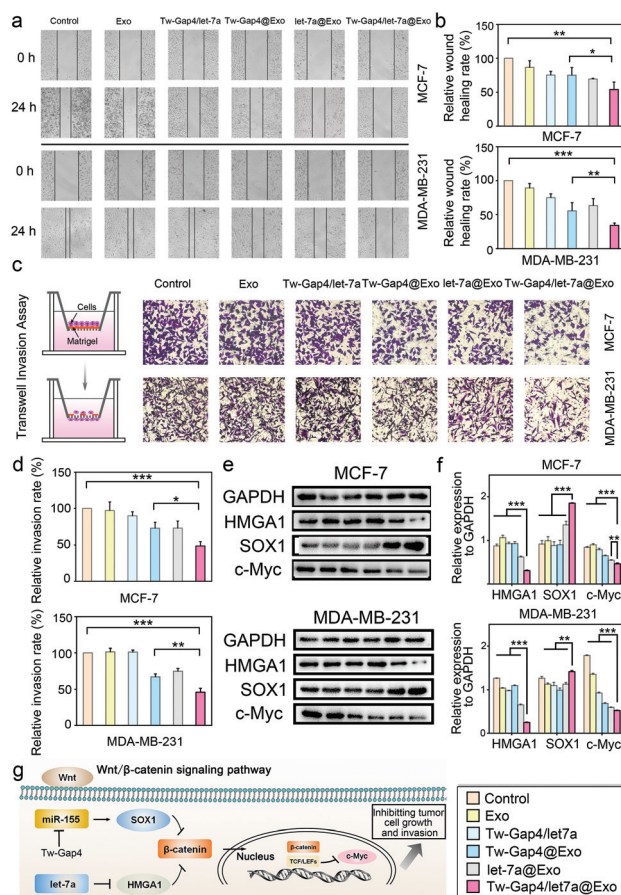 a
Control Exo Tw-Gap4/let-7a Tw-Gap4@Exo let-7a@Exo Tw-Gap4/let-7a@Exo
0 h
24 h
MCF-7
0 h
24 h
MDA-MB-231
b
Relative wound healing rate (%)
100
75
50
0
**
*
MCF-7
Relative wound healing rate (%)
100
50
0
***
**
MDA-MB-231
c
Control Exo Tw-Gap4/let-7a Tw-Gap4@Exo let-7a@Exo Tw-Gap4/let-7a@Exo
Transwell Invasion Assay
Cells
Matrigel
MCF-7
MDA-MB-231
d
Relative invasion rate (%)
150
100
50
0
***
*
MCF-7
Relative invasion rate (%)
150
100
50
0
***
**
MDA-MB-231
e
MCF-7
GAPDH
HMGA1
SOX1
c-Myc
MDA-MB-231
GAPDH
HMGA1
SOX1
c-Myc
f
MCF-7
Relative expression to GAPDH
2
1
0
***
***
***
**
HMGA1 SOX1 c-Myc
MDA-MB-231
Relative expression to GAPDH
2
1
0
***
**
***
HMGA1 SOX1 c-Myc
g
Wnt
Wnt/β-catenin signaling pathway
miR-155
SOX1
Tw-Gap4
β-catenin
let-7a
HMGA1
Nucleus
β-catenin
TCF/LEFs
c-Myc
Inhibitting tumor
cell growth and
invasion
Control
Exo
Tw-Gap4/let7a
Tw-Gap4@Exo
let-7a@Exo
Tw-Gap4/let7a@Exo